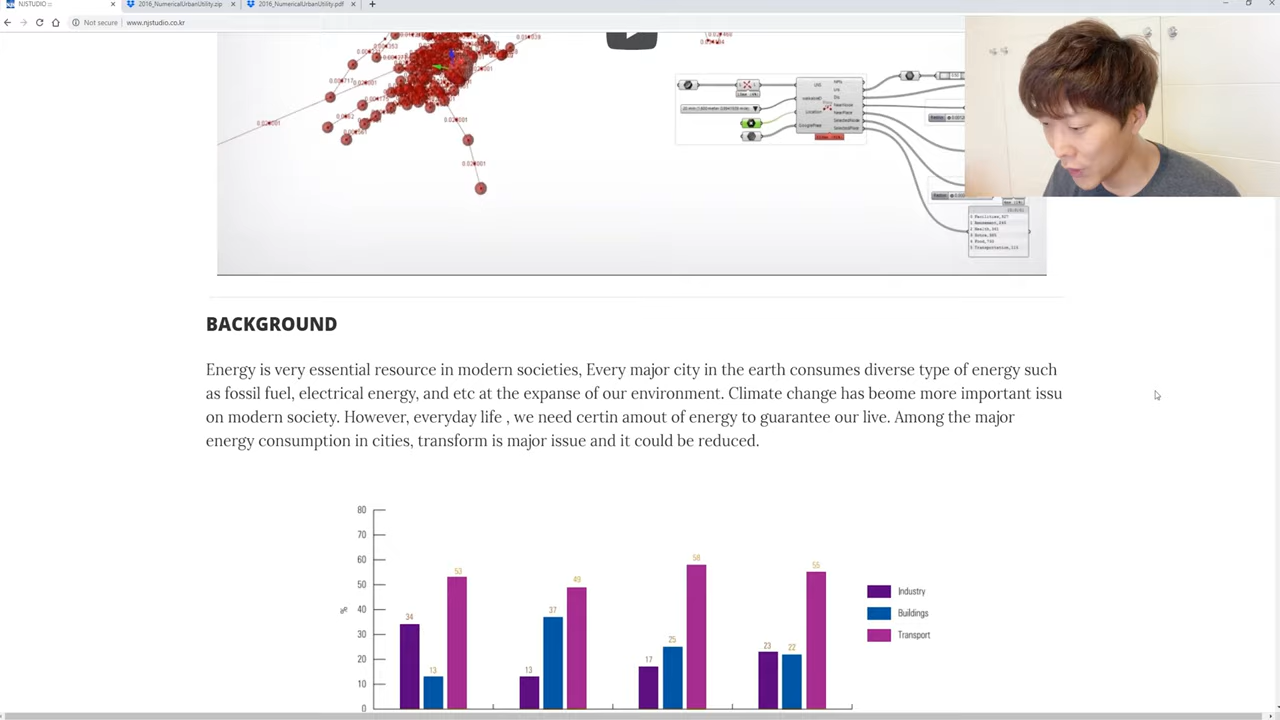 NJSTUDIO ::
2016_NumericalUrbanUtility.zip
2016_NumericalUrbanUtility.pdf
Not secure
www.njstudio.co.kr
BACKGROUND
Energy is very essential resource in modern societies, Every major city in the earth consumes diverse type of energy such
as fossil fuel, electrical energy, and etc at the expanse of our environment. Climate change has beome more important issu
on modern society. However, everyday life , we need certin amout of energy to guarantee our live. Among the major
energy consumption in cities, transform is major issue and it could be reduced.
80
70
60
50
40
30
20
10
0
%
34
13
53
13
37
49
17
25
58
23
22
55
Industry
Buildings
Transport